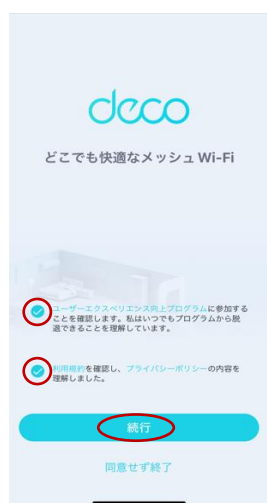 deco
どこでも快適なメッシュ Wi-Fi
ユーザーエクスペリエンス向上プログラムに参加する
ことを確認します。私はいつでもプログラムから脱
退できることを理解しています。
利用規約を確認し、プライバシーポリシーの内容を
理解しました。
続行
同意せず終了